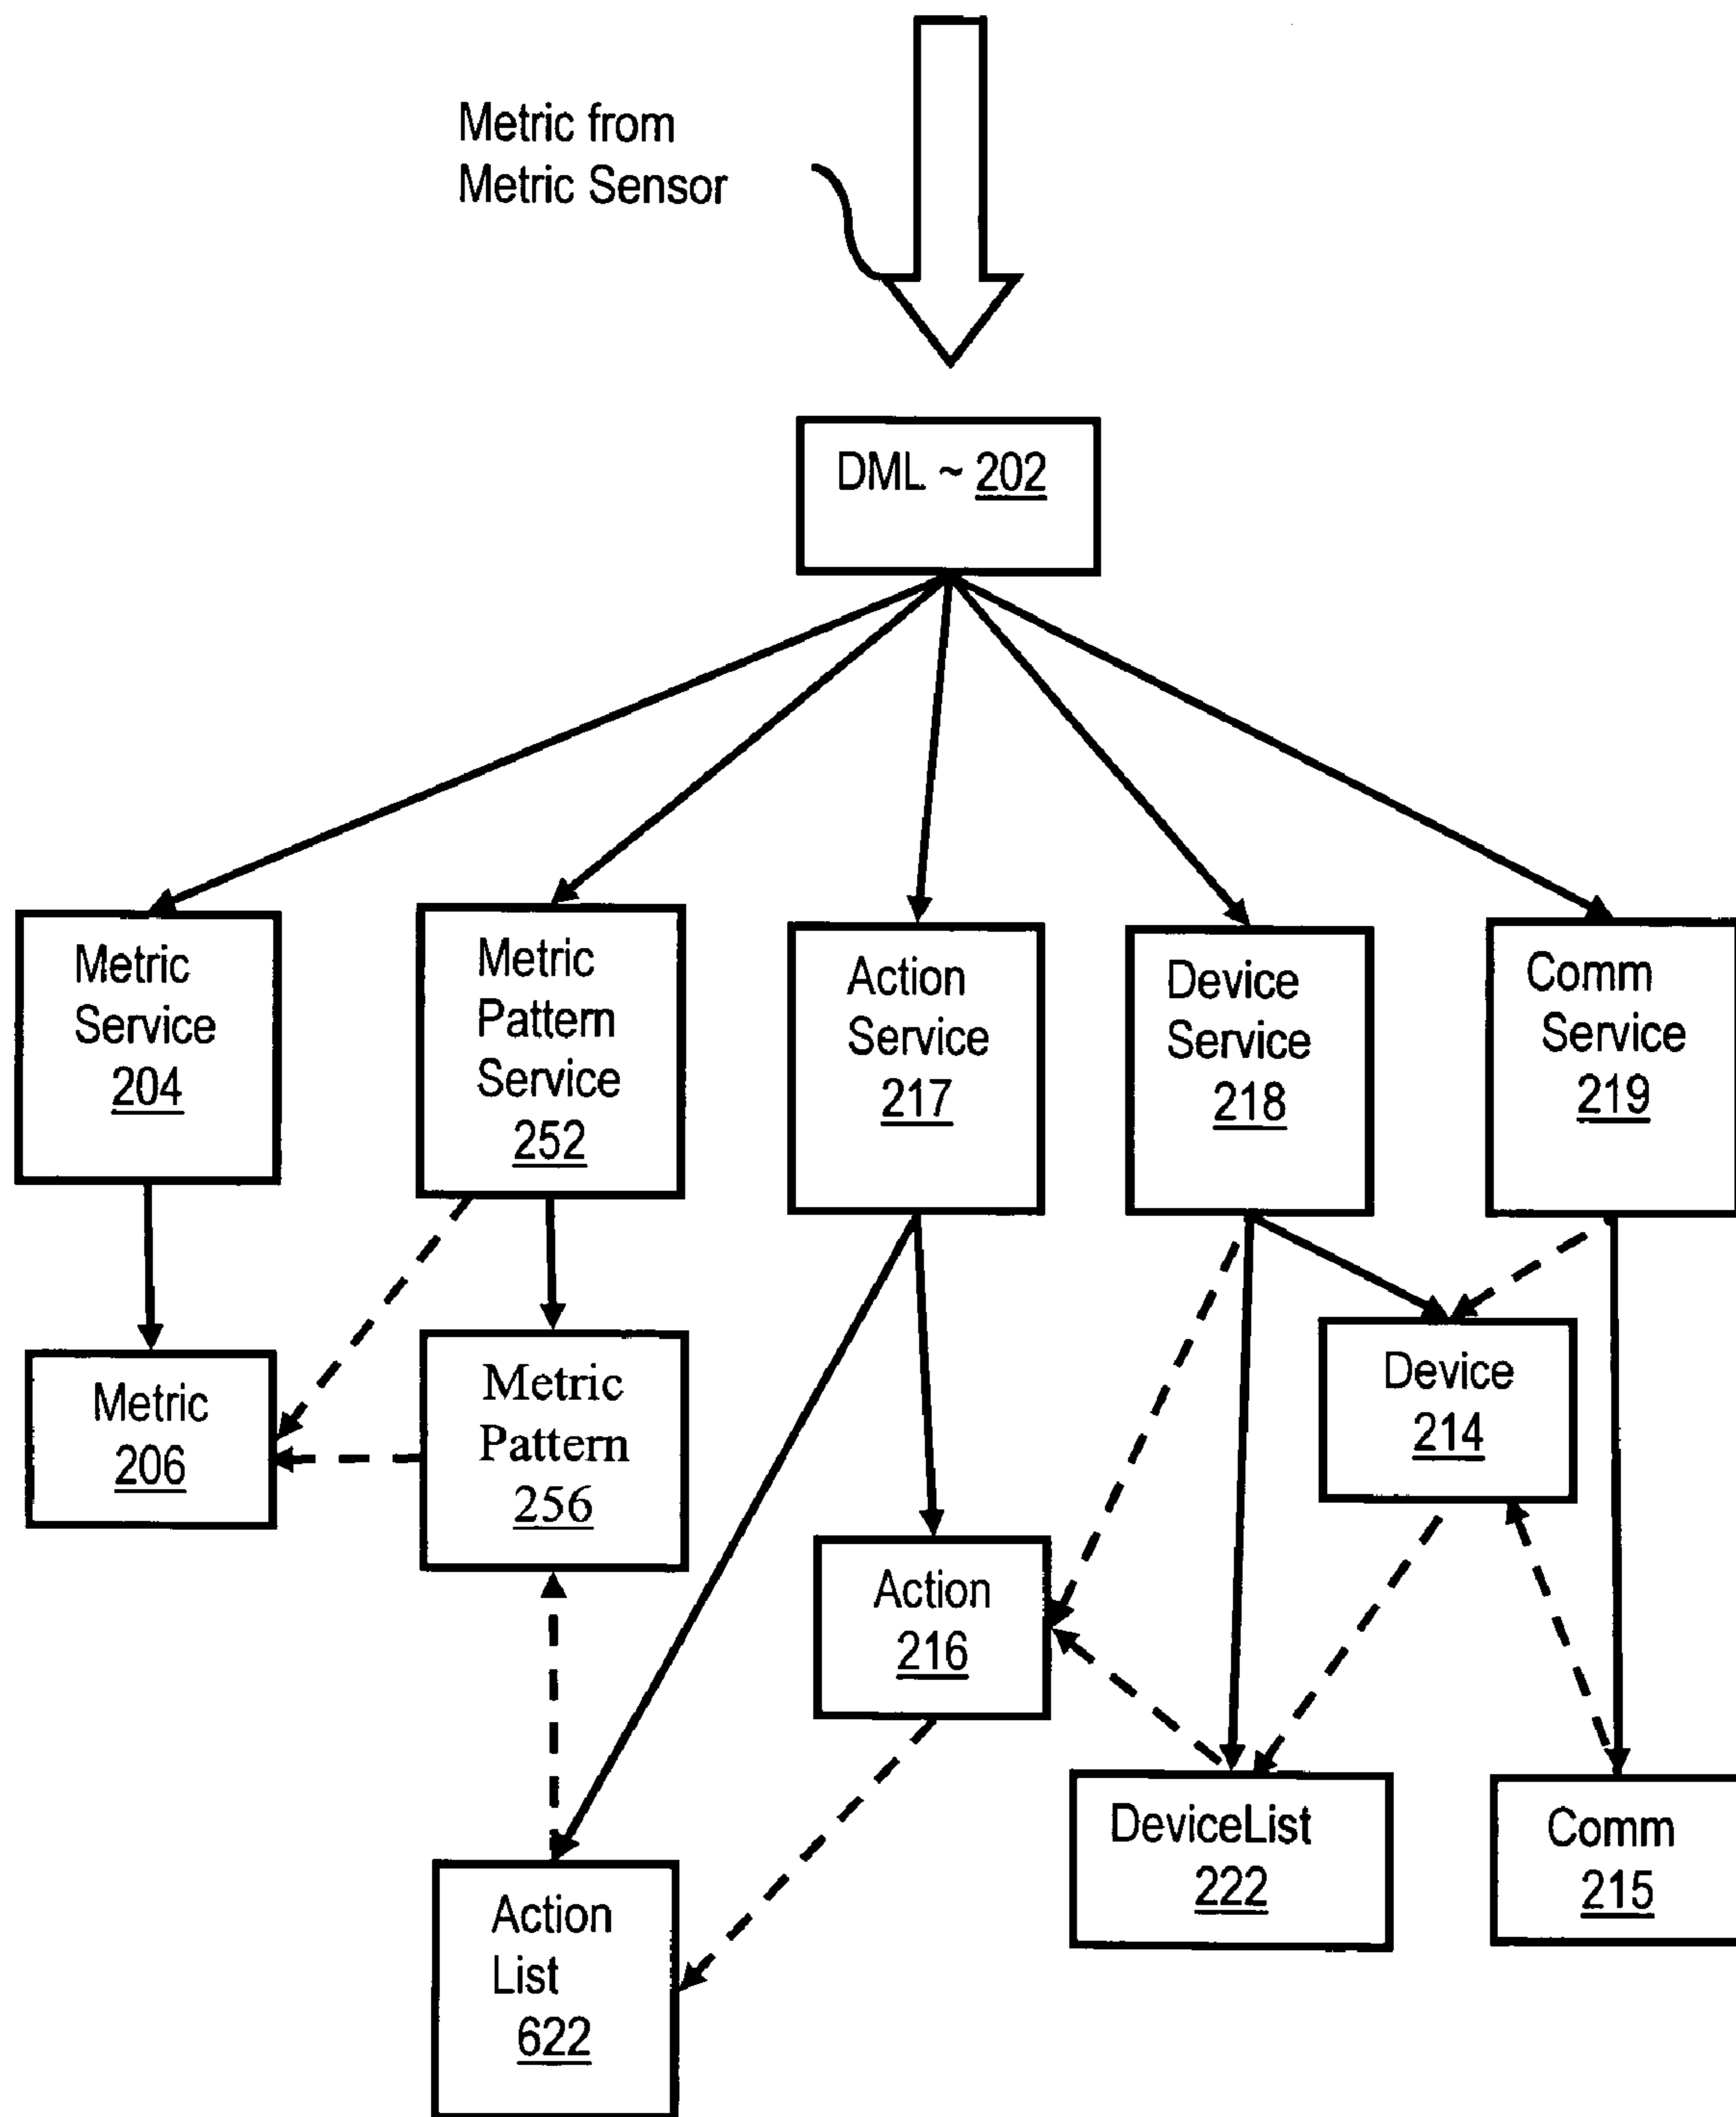 Metric from
Metric Sensor
DML ~ 202
Metric
Service
204
Metric
Pattern
Service
252
Action
Service
217
Device
Service
218
Comm
Service
219
Metric
206
Metric
Pattern
256
Device
214
Action
216
DeviceList
222
Comm
215
Action
List
622